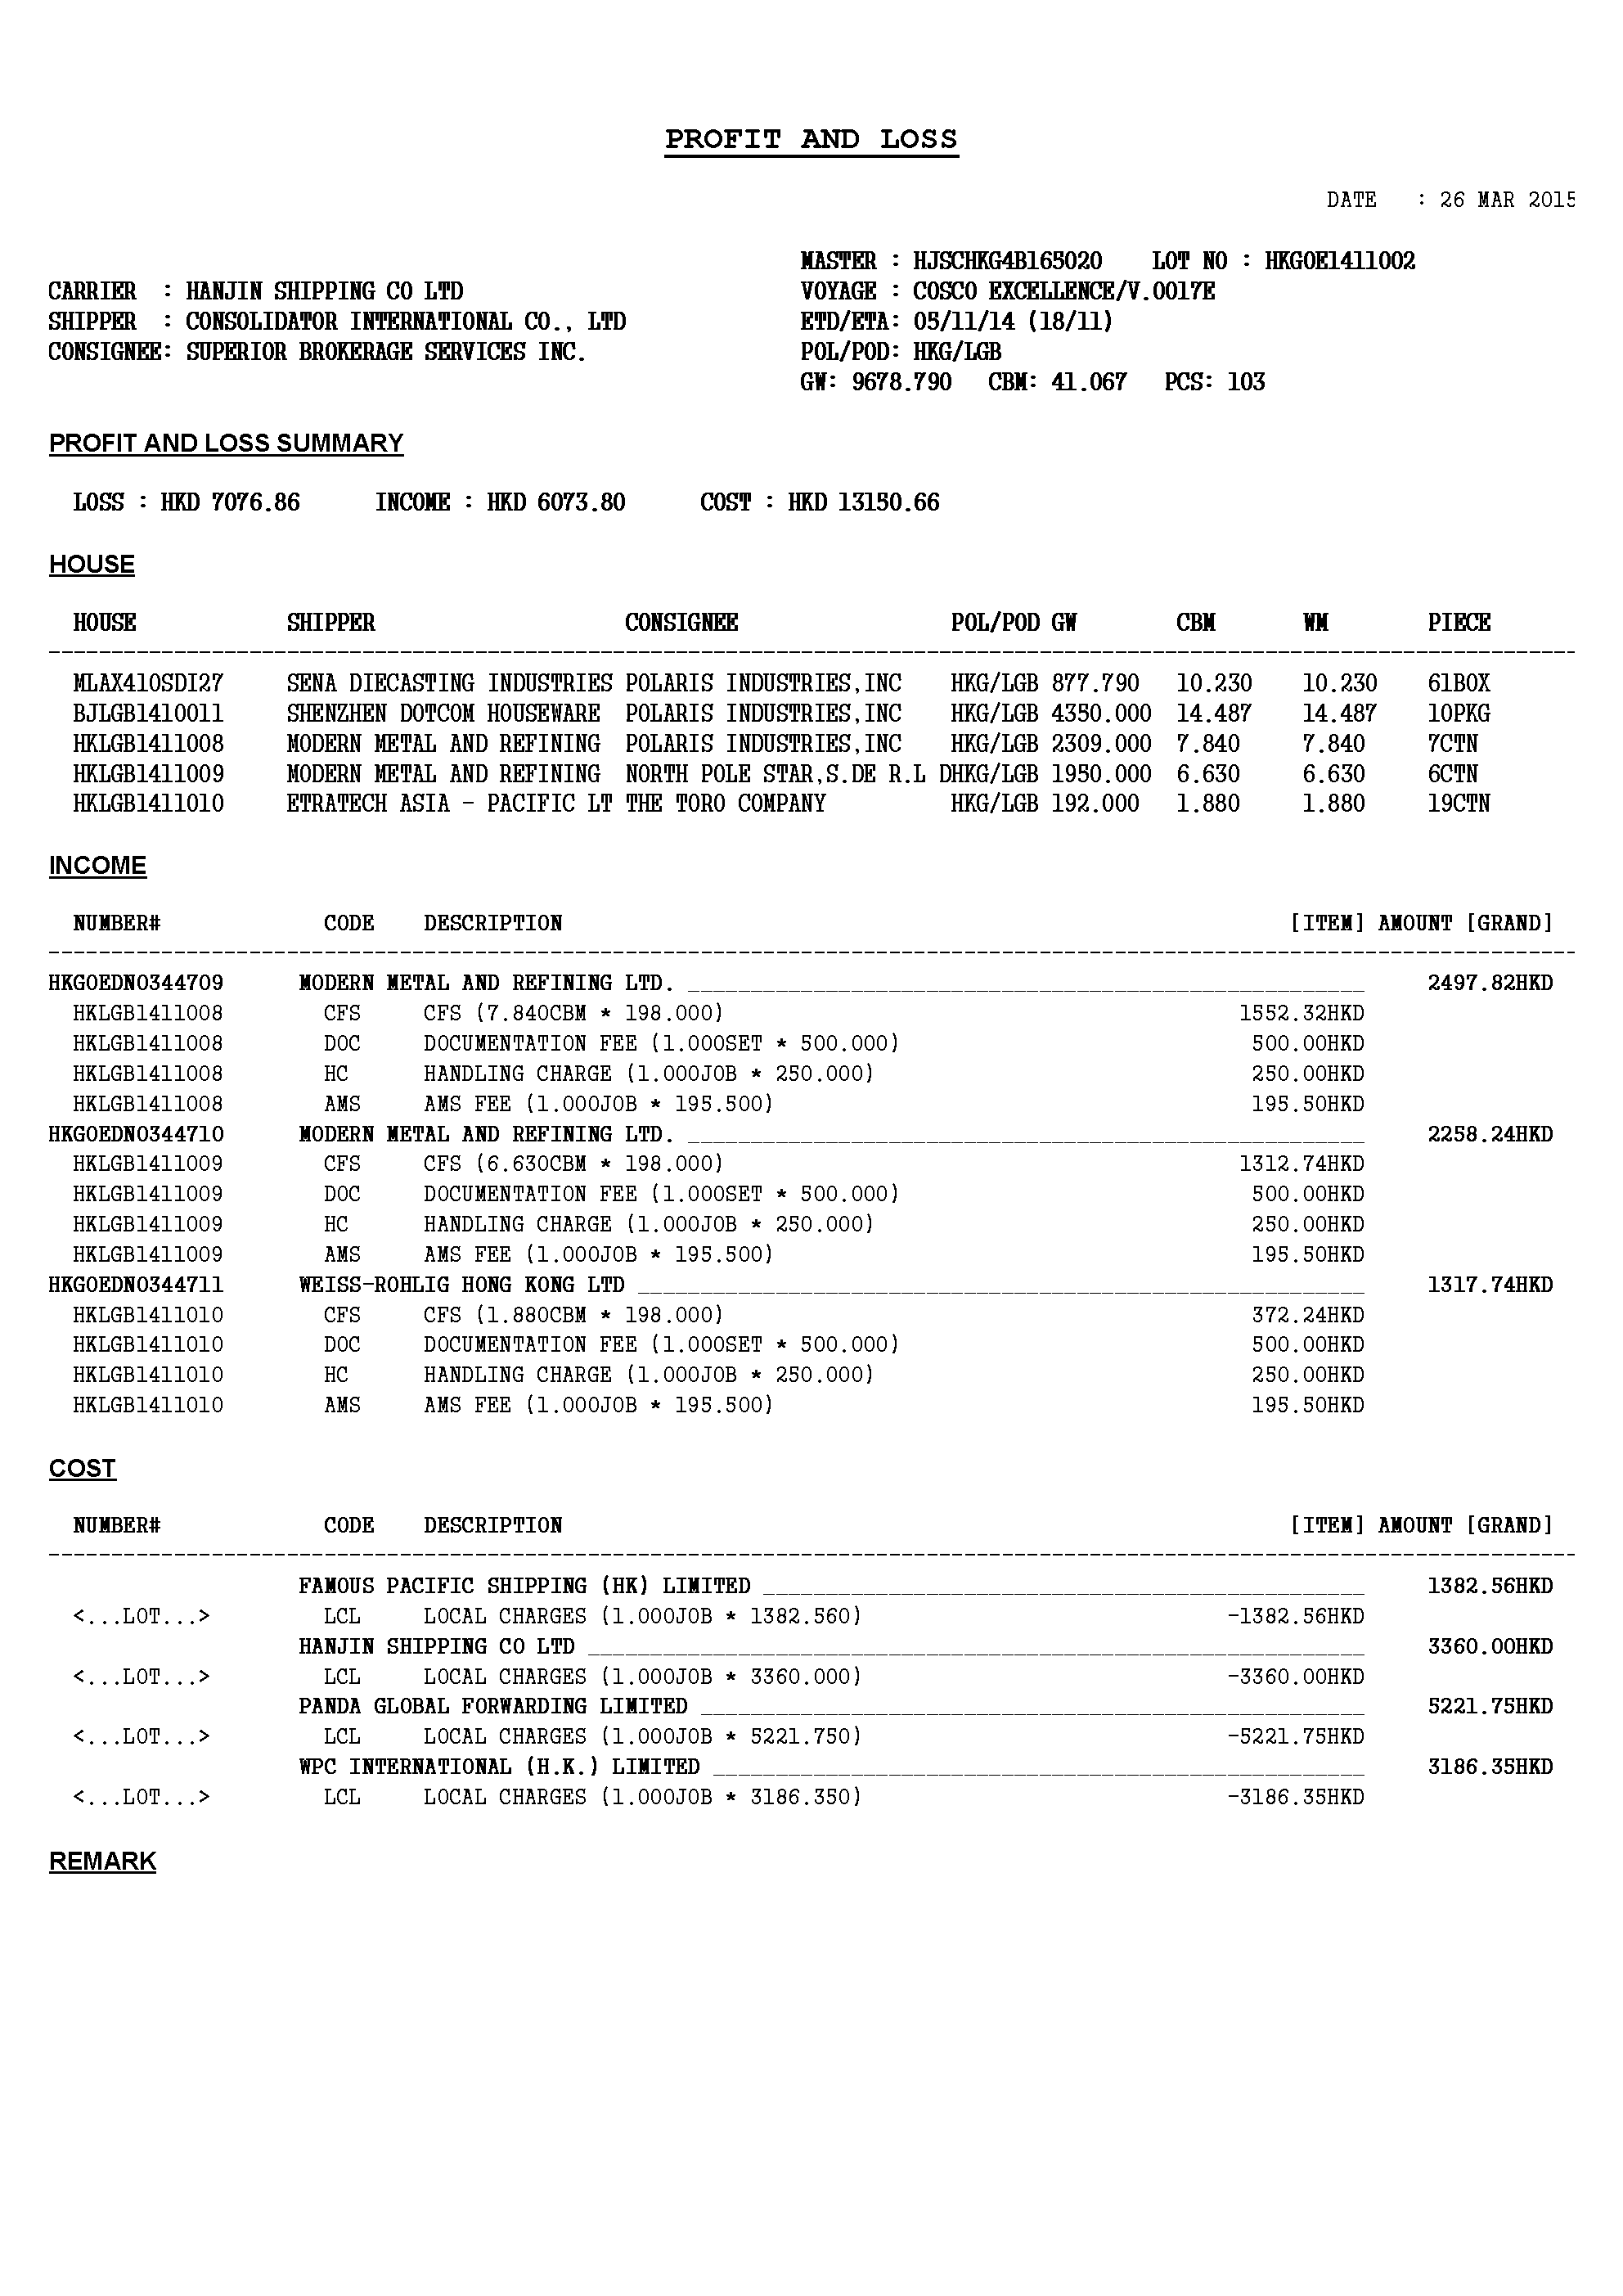 PROFIT AND LOSS
DATE : 26 MAR 2015
MASTER : HJSCHKG4B165020 LOT NO : HKGOE1411002
CARRIER : HANJIN SHIPPING CO LTD VOYAGE : COSCO EXCELLENCE/V.0017E
SHIPPER : CONSOLIDATOR INTERNATIONAL CO., LTD ETD/ETA: 05/11/14 (18/11)
CONSIGNEE: SUPERIOR BROKERAGE SERVICES INC. POL/POD: HKG/LGB
GW: 9678.790 CBM: 41.067 PCS: 103
PROFIT AND LOSS SUMMARY
LOSS : HKD 7076.86 INCOME : HKD 6073.80 COST : HKD 13150.66
HOUSE
HOUSE SHIPPER CONSIGNEE POL/POD GW CBM WM PIECE
MLAX410SDI27 SENA DIECASTING INDUSTRIES POLARIS INDUSTRIES,INC HKG/LGB 877.790 10.230 10.230 61BOX
BJLGB1410011 SHENZHEN DOTCOM HOUSEWARE POLARIS INDUSTRIES,INC HKG/LGB 4350.000 14.487 14.487 10PKG
HKLGB1411008 MODERN METAL AND REFINING POLARIS INDUSTRIES,INC HKG/LGB 2309.000 7.840 7.840 7CTN
HKLGB1411009 MODERN METAL AND REFINING NORTH POLE STAR,S.DE R.L DHKG/LGB 1950.000 6.630 6.630 6CTN
HKLGB1411010 ETRATECH ASIA - PACIFIC LT THE TORO COMPANY HKG/LGB 192.000 1.880 1.880 19CTN
INCOME
NUMBER# CODE DESCRIPTION [ITEM] AMOUNT [GRAND]
HKGOEDN0344709 MODERN METAL AND REFINING LTD. 2497.82HKD
HKLGB1411008 CFS CFS (7.840CBM * 198.000) 1552.32HKD
HKLGB1411008 DOC DOCUMENTATION FEE (1.000SET * 500.000) 500.00HKD
HKLGB1411008 HC HANDLING CHARGE (1.000JOB * 250.000) 250.00HKD
HKLGB1411008 AMS AMS FEE (1.000JOB * 195.500) 195.50HKD
HKGOEDN0344710 MODERN METAL AND REFINING LTD. 2258.24HKD
HKLGB1411009 CFS CFS (6.630CBM * 198.000) 1312.74HKD
HKLGB1411009 DOC DOCUMENTATION FEE (1.000SET * 500.000) 500.00HKD
HKLGB1411009 HC HANDLING CHARGE (1.000JOB * 250.000) 250.00HKD
HKLGB1411009 AMS AMS FEE (1.000JOB * 195.500) 195.50HKD
HKGOEDN0344711 WEISS-ROHLIG HONG KONG LTD 1317.74HKD
HKLGB1411010 CFS CFS (1.880CBM * 198.000) 372.24HKD
HKLGB1411010 DOC DOCUMENTATION FEE (1.000SET * 500.000) 500.00HKD
HKLGB1411010 HC HANDLING CHARGE (1.000JOB * 250.000) 250.00HKD
HKLGB1411010 AMS AMS FEE (1.000JOB * 195.500) 195.50HKD
COST
NUMBER# CODE DESCRIPTION [ITEM] AMOUNT [GRAND]
FAMOUS PACIFIC SHIPPING (HK) LIMITED 1382.56HKD
<...LOT...> LCL LOCAL CHARGES (1.000JOB * 1382.560) -1382.56HKD
HANJIN SHIPPING CO LTD 3360.00HKD
<...LOT...> LCL LOCAL CHARGES (1.000JOB * 3360.000) -3360.00HKD
PANDA GLOBAL FORWARDING LIMITED 5221.75HKD
<...LOT...> LCL LOCAL CHARGES (1.000JOB * 5221.750) -5221.75HKD
WPC INTERNATIONAL (H.K.) LIMITED 3186.35HKD
<...LOT...> LCL LOCAL CHARGES (1.000JOB * 3186.350) -3186.35HKD
REMARK